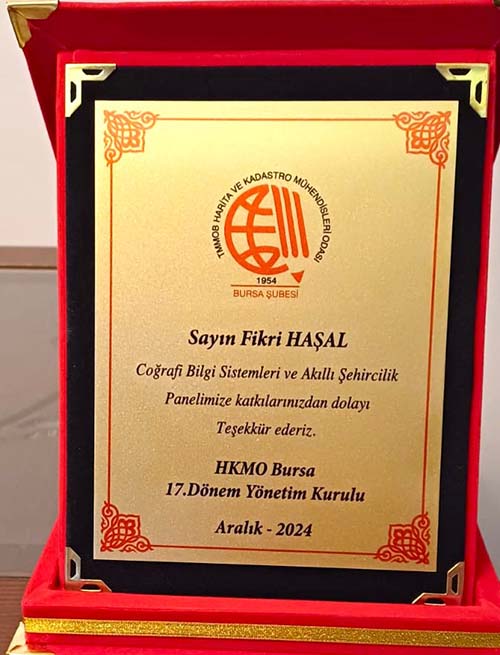 TMMOB HARİTA VE KADASTRO MÜHENDİSLERİ ODASI
1954
BURSA ŞUBESİ
Sayın Fikri HAŞAL
Coğrafi Bilgi Sistemleri ve Akıllı Şehircilik
Panelimize katkılarınızdan dolayı
Teşekkür ederiz.
HKMO Bursa
17.Dönem Yönetim Kurulu
Aralık - 2024